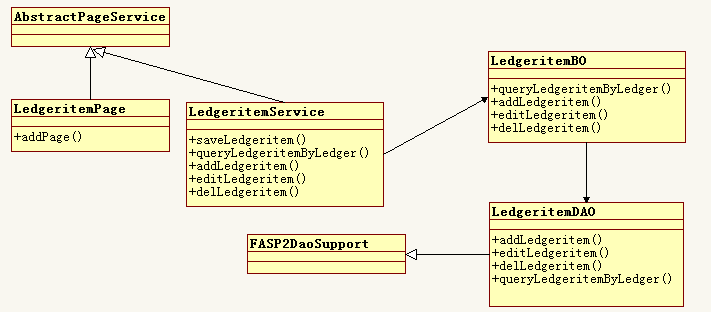 AbstractPageService
LedgeritemPage
+addPage()
LedgeritemService
+saveLedgeritem()
+queryLedgeritemByLedger()
+addLedgeritem()
+editLedgeritem()
+delLedgeritem()
LedgeritemBO
+queryLedgeritemByLedger()
+addLedgeritem()
+editLedgeritem()
+delLedgeritem()
FASP2DaoSupport
LedgeritemDAO
+addLedgeritem()
+editLedgeritem()
+delLedgeritem()
+queryLedgeritemByLedger()